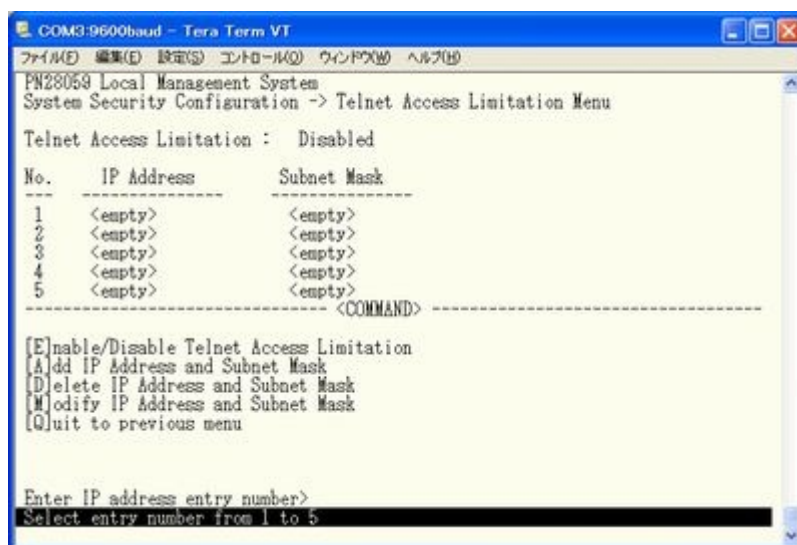 COM3:9600baud - Tera Term VT
ファイル(F) 編集(E) 設定(S) コントロール(O) ウィンドウ(W) ヘルプ(H)
PN28059 Local Management System
System Security Configuration -> Telnet Access Limitation Menu
Telnet Access Limitation : Disabled
No. IP Address Subnet Mask
--- --------------- ---------------
1 <empty> <empty>
2 <empty> <empty>
3 <empty> <empty>
4 <empty> <empty>
5 <empty> <empty>
-------------------------------- <COMMAND> -----------------------------------
[E]nable/Disable Telnet Access Limitation
[A]dd IP Address and Subnet Mask
[D]elete IP Address and Subnet Mask
[M]odify IP Address and Subnet Mask
[Q]uit to previous menu
Enter IP address entry number>
Select entry number from 1 to 5